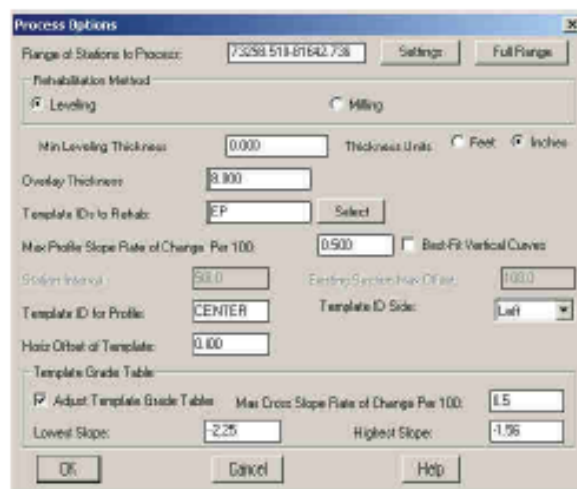 Process Options
Range of Stations to Process: 73298.518-81642.736 Settings Full Range
Rehabilitation Method
Leveling Milling
Min Leveling Thickness 0.000 Thickness Units: Feet Inches
Overlay Thickness 8.000
Template IDs to Rehab: EP Select
Max Profile Slope Rate of Change Per 100: 0.500 Best-Fit Vertical Curves
Station Interval: 50.0 Existing Section Max Offset: 100.0
Template ID for Profile: CENTER Template ID Side: Left
Horiz Offset of Template: 0.100
Template Grade Table
Adjust Template Grade Tables Max Cross Slope Rate of Change Per 100: 0.5
Lowest Slope: -2.25 Highest Slope: -1.56
OK Cancel Help